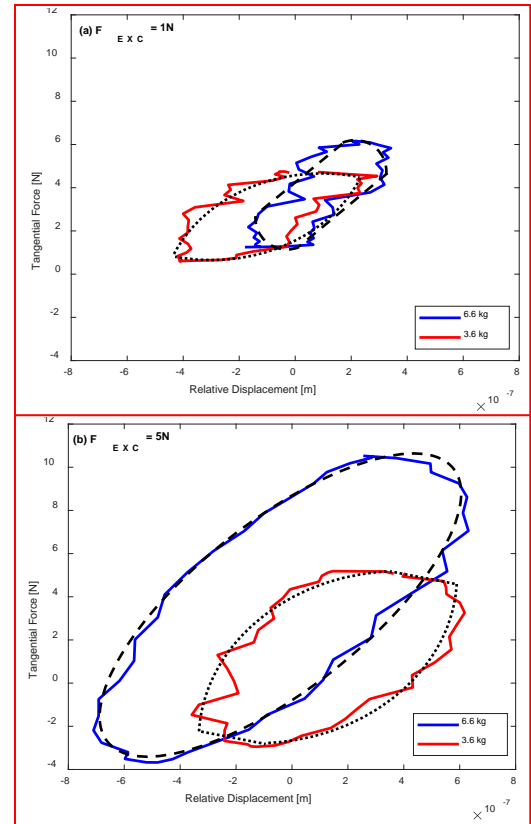 (a) F E X C = 1N
12
10
8
6
4
2
0
-2
-4
Tangential Force [N]
6.6 kg
3.6 kg
-8 -6 -4 -2 0 2 4 6 8
Relative Displacement [m]
× 10 -7
(b) F E X C = 5N
12
10
8
6
4
2
0
-2
-4
Tangential Force [N]
6.6 kg
3.6 kg
-8 -6 -4 -2 0 2 4 6 8
Relative Displacement [m]
× 10 -7